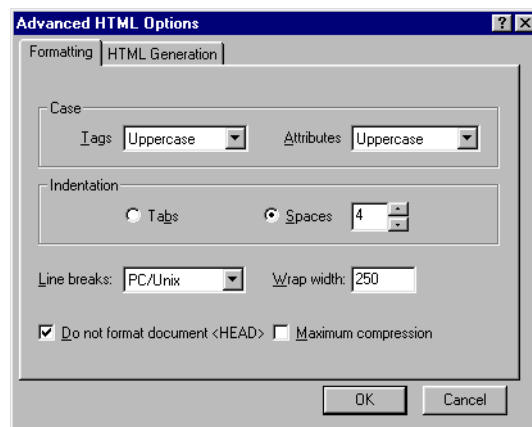 Advanced HTML Options
Formatting HTML Generation
Case
Tags Uppercase Attributes Uppercase
Indentation
Tabs Spaces 4
Line breaks: PC/Unix Wrap width: 250
Do not format document <HEAD> Maximum compression
OK Cancel